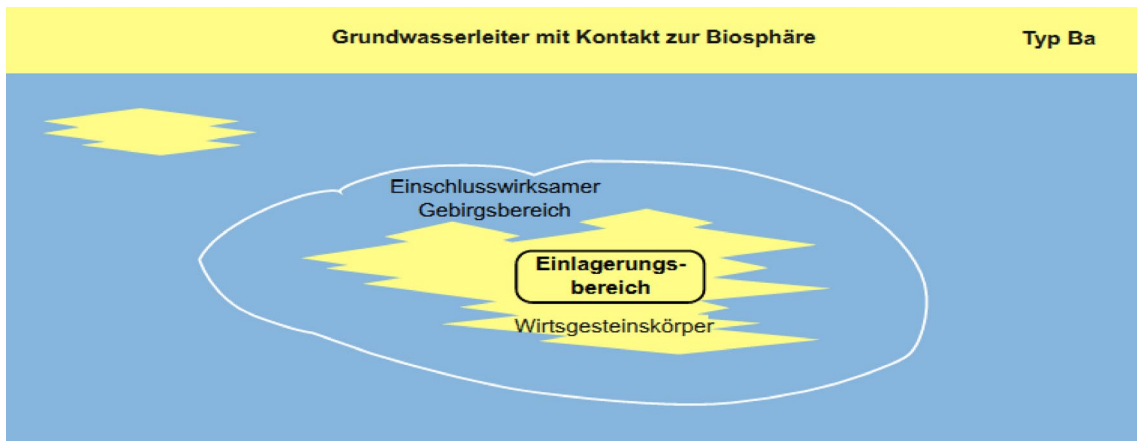 Grundwasserleiter mit Kontakt zur Biosphäre
Typ Ba
Einschlusswirksamer
Gebirgsbereich
Einlagerungs-
bereich
Wirtsgesteinskörper